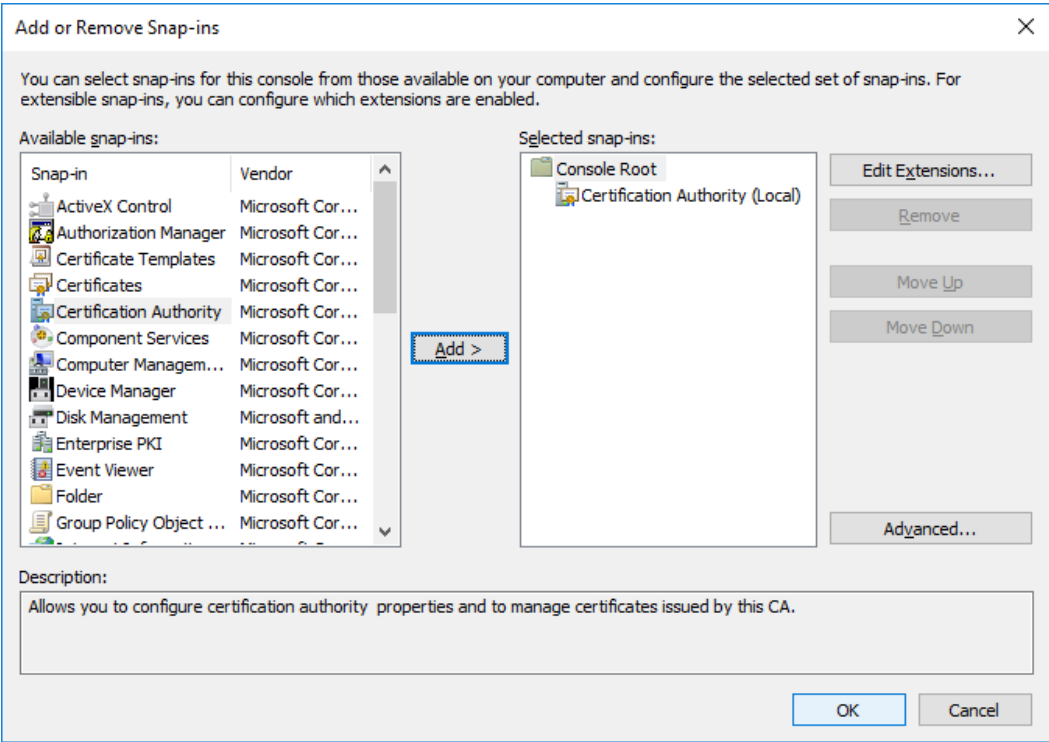 Add or Remove Snap-ins
You can select snap-ins for this console from those available on your computer and configure the selected set of snap-ins. For
extensible snap-ins, you can configure which extensions are enabled.
Available snap-ins:
Snap-in Vendor
ActiveX Control Microsoft Cor...
Authorization Manager Microsoft Cor...
Certificate Templates Microsoft Cor...
Certificates Microsoft Cor...
Certification Authority Microsoft Cor...
Component Services Microsoft Cor...
Computer Managem... Microsoft Cor...
Device Manager Microsoft Cor...
Disk Management Microsoft and...
Enterprise PKI Microsoft Cor...
Event Viewer Microsoft Cor...
Folder Microsoft Cor...
Group Policy Object ... Microsoft Cor...
Add >
Selected snap-ins:
Console Root
Certification Authority (Local)
Edit Extensions...
Remove
Move Up
Move Down
Advanced...
Description:
Allows you to configure certification authority  properties and to manage certificates issued by this CA.
OK
Cancel